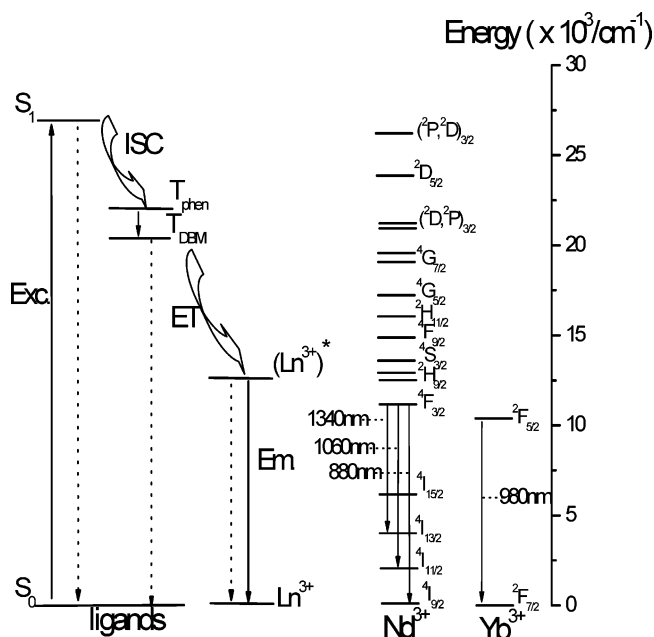 Energy ( x 10³/cm⁻¹)
30
25
20
15
10
5
0
S₁
ISC
T_phen
T_DBM
Exc.
ET
(Ln³⁺)*
Em.
S₀
ligands
Ln³⁺
(²P,²D)₃/₂
²D₅/₂
(²D,²P)₃/₂
⁴G₇/₂
⁴G₅/₂
²H₁₁/₂
⁴F₉/₂
⁴S₃/₂
²H₉/₂
⁴F₃/₂
1340nm
1060nm
880nm
⁴I₁₅/₂
⁴I₁₃/₂
⁴I₁₁/₂
⁴I₉/₂
Nd³⁺
²F₅/₂
980nm
²F₇/₂
Yb³⁺